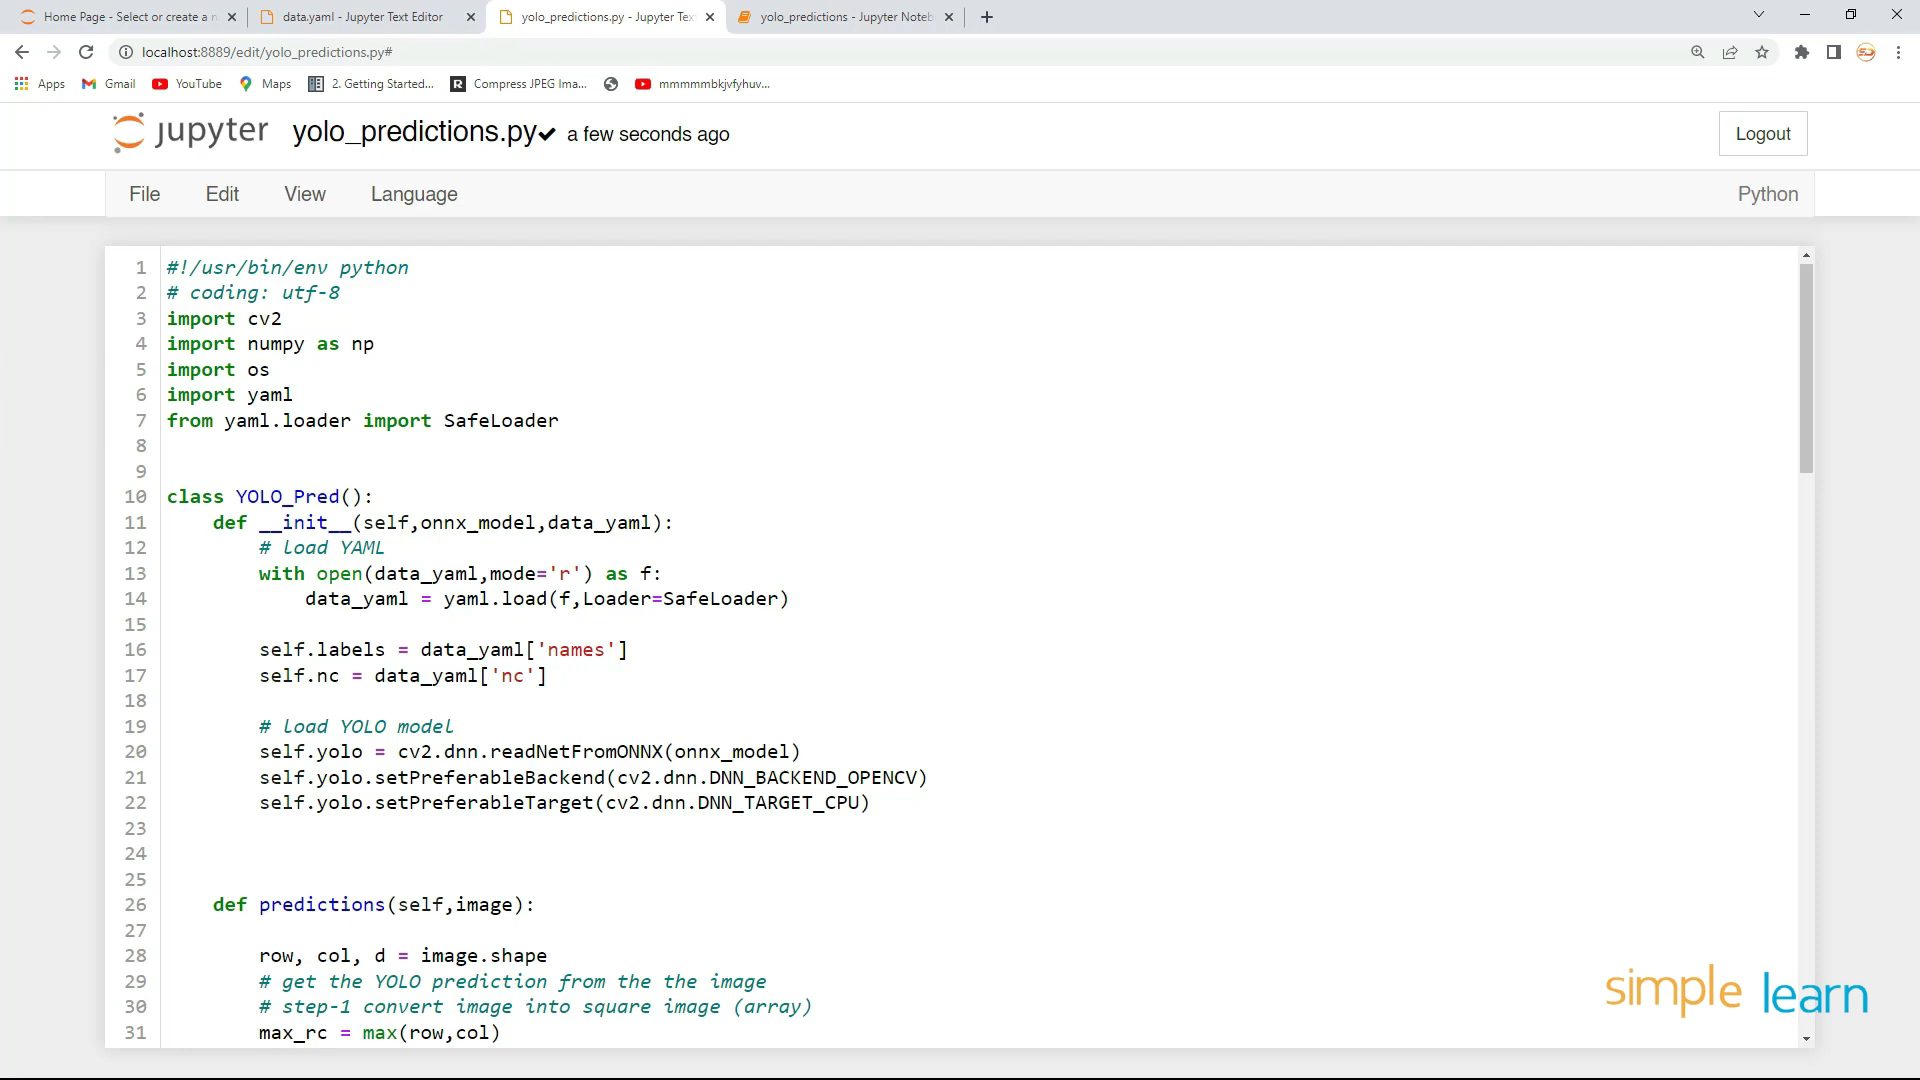 Home Page - Select or create a n
data.yaml - Jupyter Text Editor
yolo_predictions.py - Jupyter Tex
yolo_predictions - Jupyter Noteb
localhost:8889/edit/yolo_predictions.py#
Apps
Gmail
YouTube
Maps
2. Getting Started...
Compress JPEG Ima...
mmmmmbkjvfyhuv...
jupyter
yolo_predictions.py
a few seconds ago
Logout
File
Edit
View
Language
Python
1 #!/usr/bin/env python
2 # coding: utf-8
3 import cv2
4 import numpy as np
5 import os
6 import yaml
7 from yaml.loader import SafeLoader
8
9
10 class YOLO_Pred():
11 def __init__(self,onnx_model,data_yaml):
12 # load YAML
13 with open(data_yaml,mode='r') as f:
14 data_yaml = yaml.load(f,Loader=SafeLoader)
15
16 self.labels = data_yaml['names']
17 self.nc = data_yaml['nc']
18
19 # load YOLO model
20 self.yolo = cv2.dnn.readNetFromONNX(onnx_model)
21 self.yolo.setPreferableBackend(cv2.dnn.DNN_BACKEND_OPENCV)
22 self.yolo.setPreferableTarget(cv2.dnn.DNN_TARGET_CPU)
23
24
25
26 def predictions(self,image):
27
28 row, col, d = image.shape
29 # get the YOLO prediction from the the image
30 # step-1 convert image into square image (array)
31 max_rc = max(row,col)
simplelearn